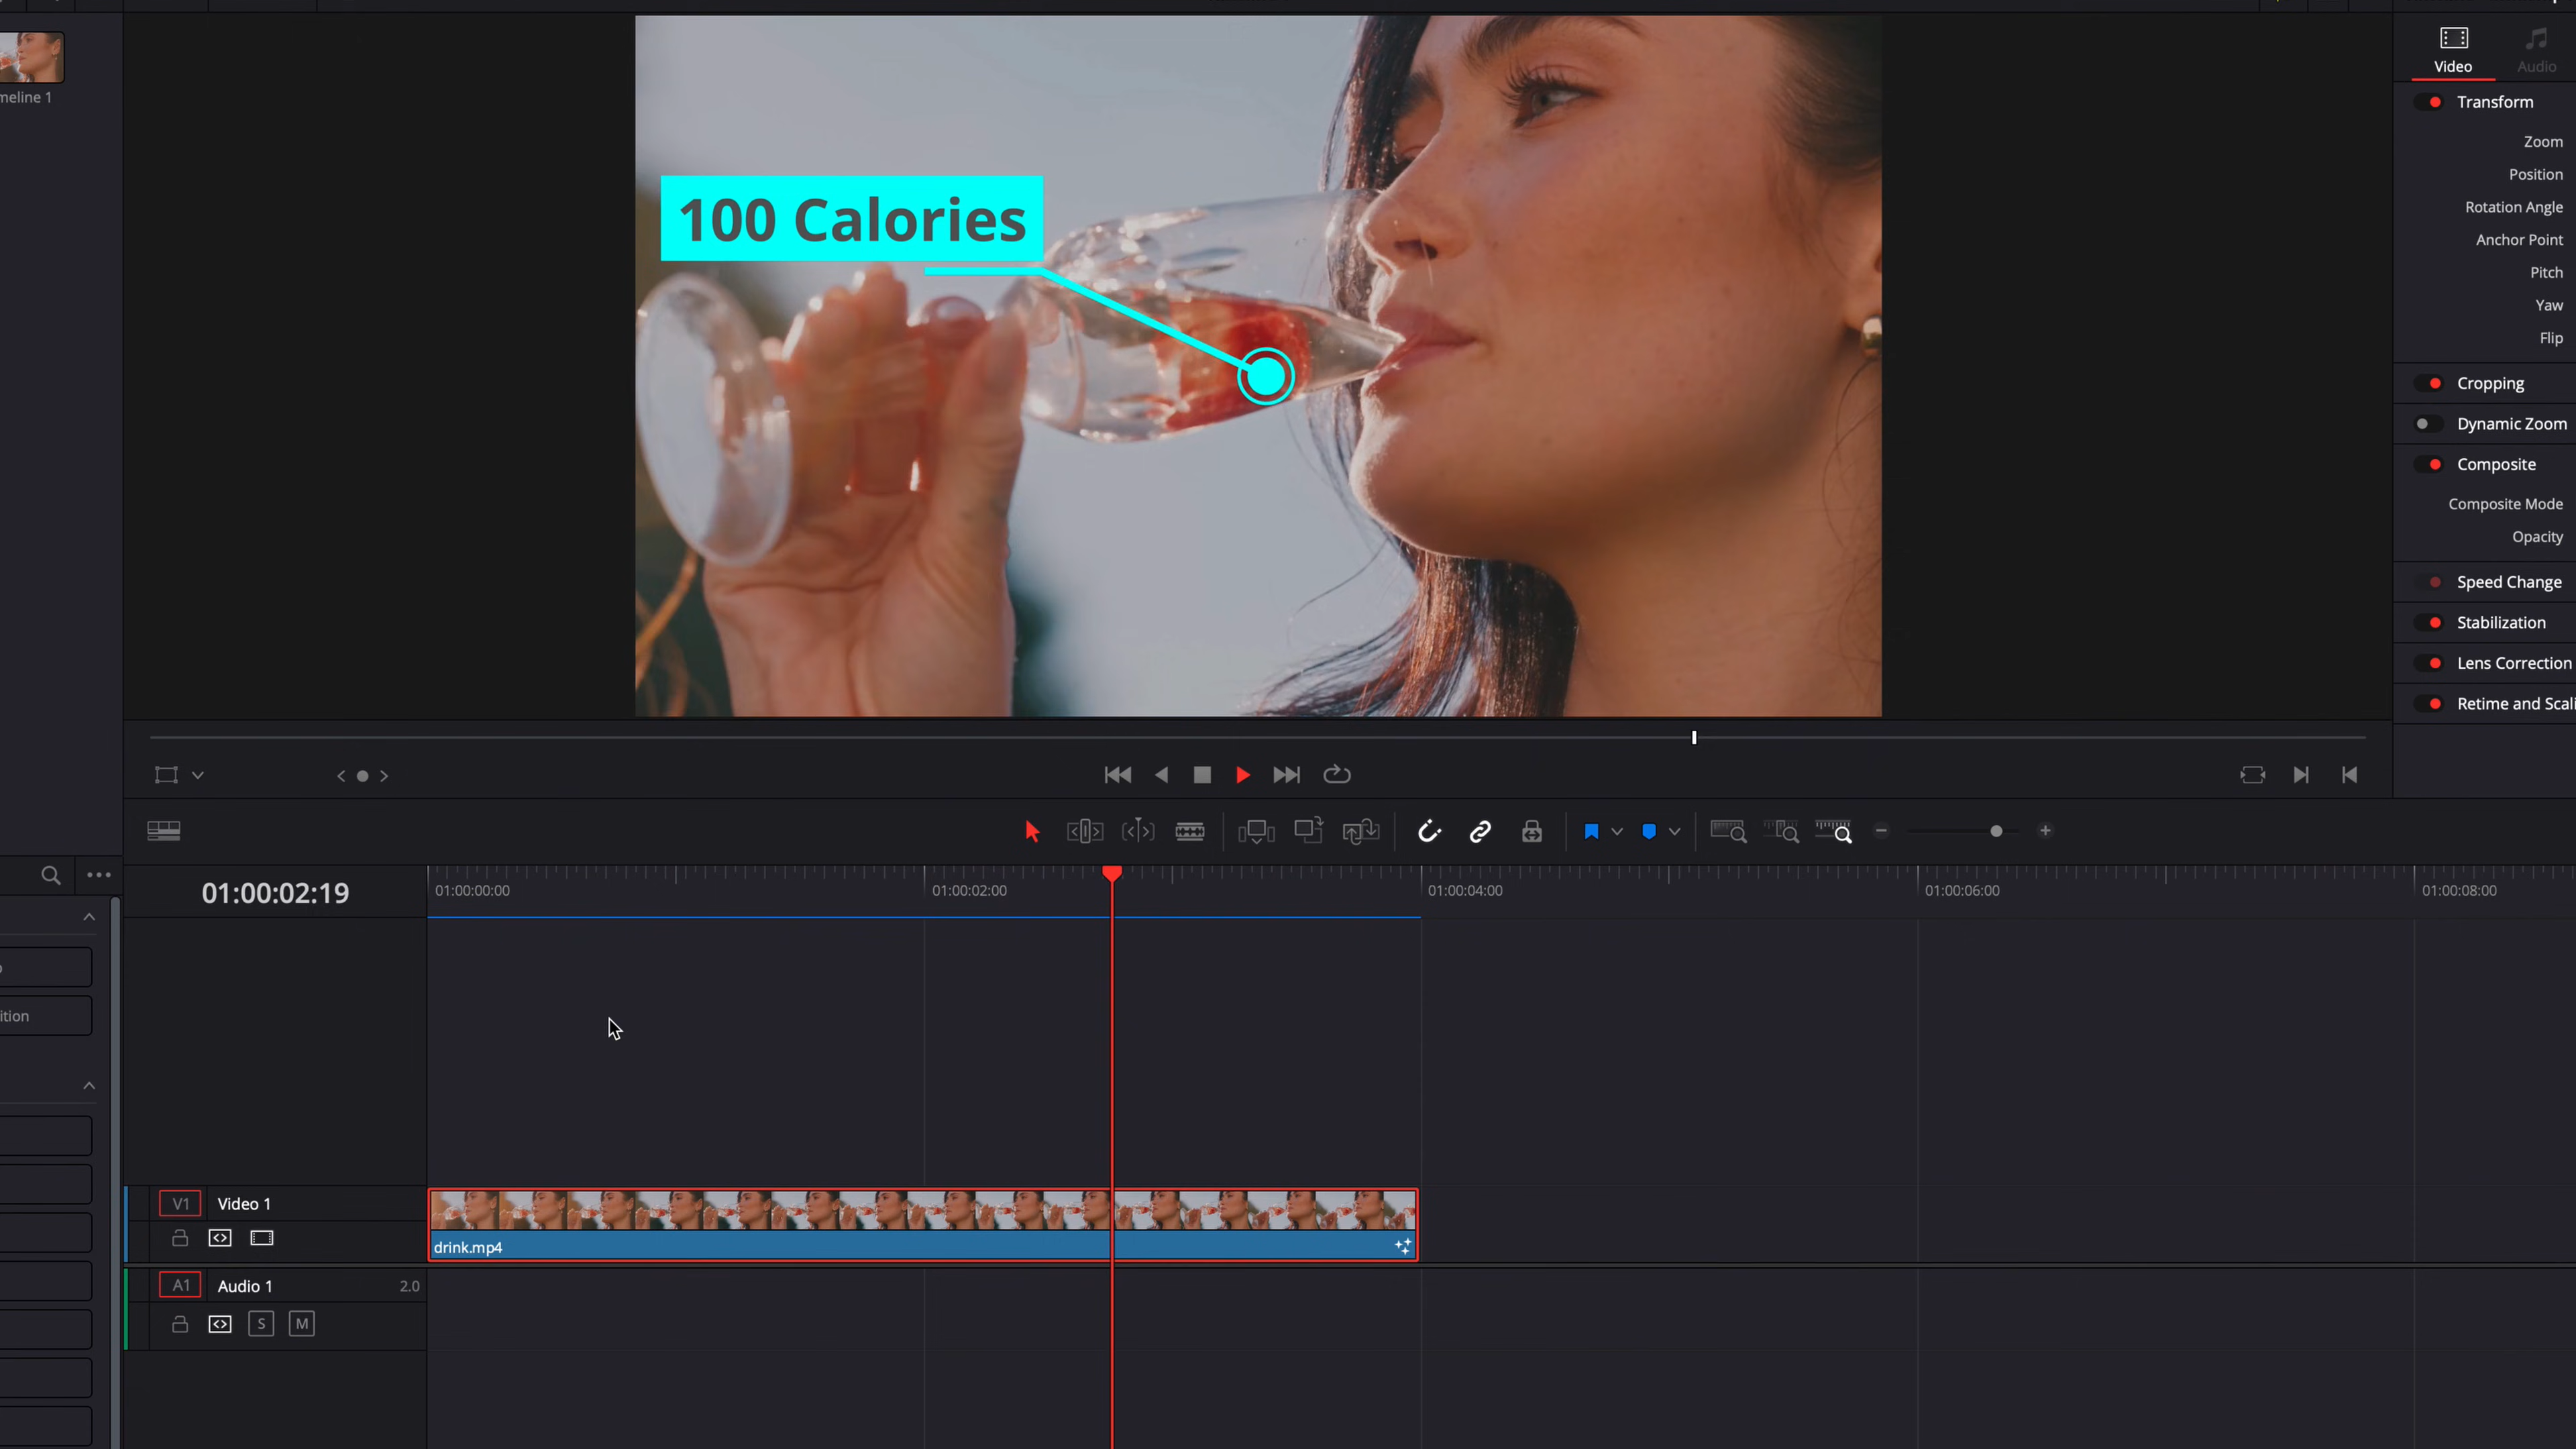 Video
Audio
meline 1
Transform
Zoom
Position
100 Calories
Rotation Angle
Anchor Point
Pitch
Yaw
Flip
Cropping
Dynamic Zoom
Composite
Composite Mode
Opacity
Speed Change
Stabilization
Lens Correction
Retime and Scali
01:00:02:19
01:00:00:00
01:00:02:00
01:00:04:00
01:00:06:00
01:00:08:00
ition
V1 Video 1
drink.mp4
A1 Audio 1 2.0
S M